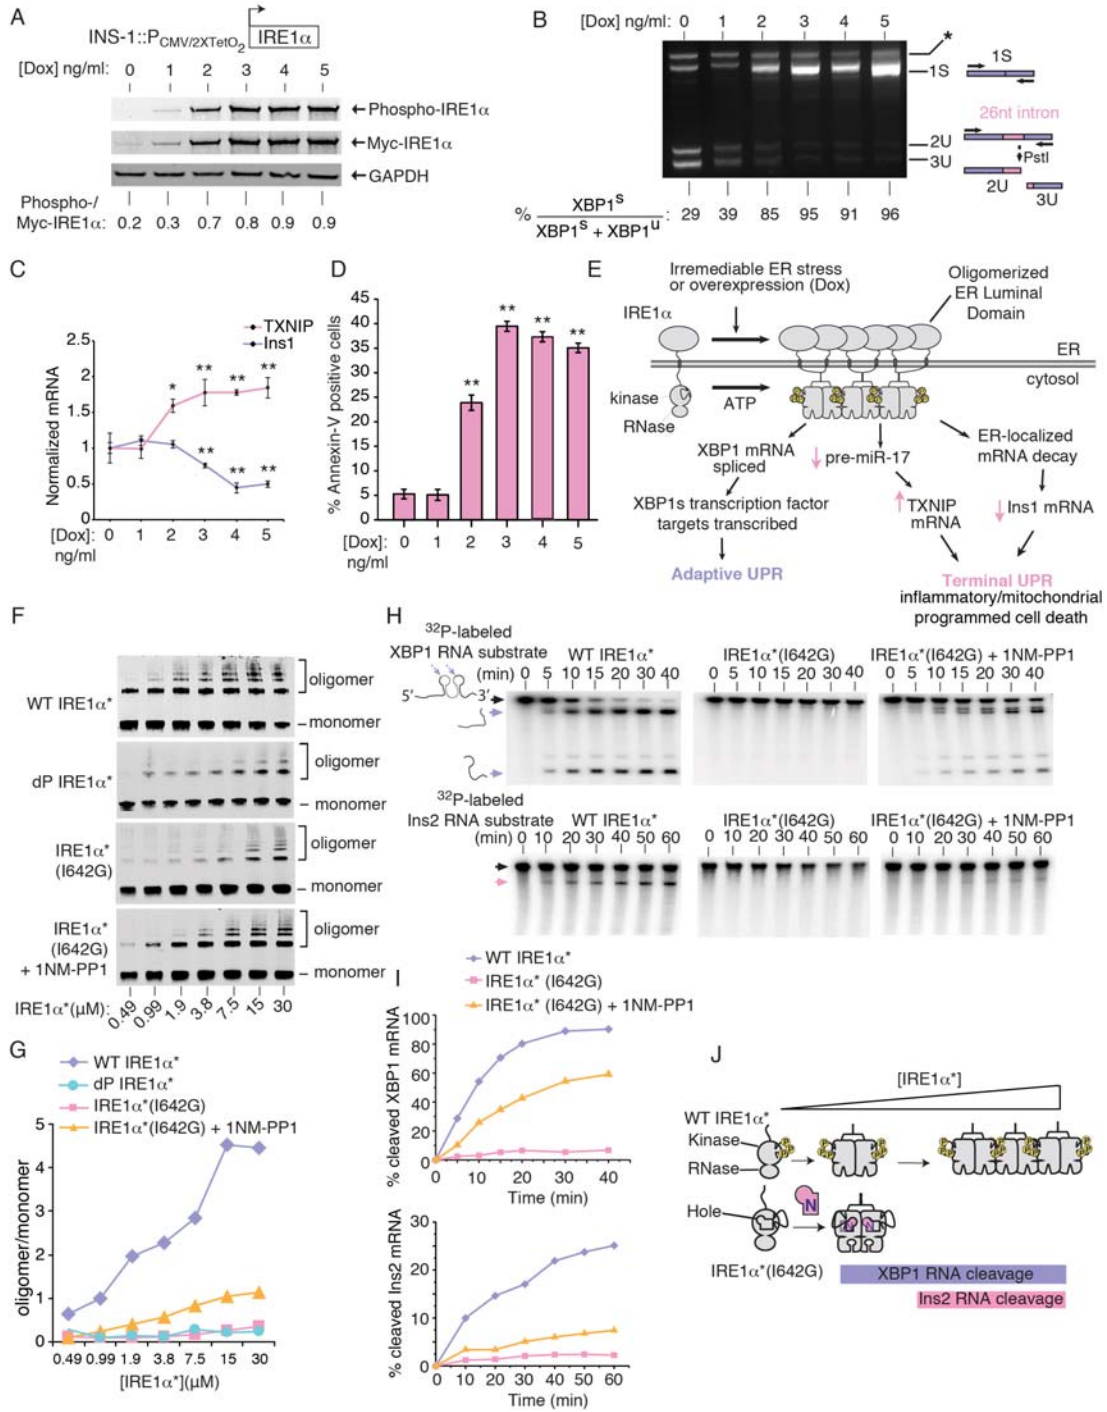 A
INS-1::PCMV/2XTetO2 IRE1α
[Dox] ng/ml: 0 1 2 3 4 5
Phospho-IRE1α
Myc-IRE1α
GAPDH
Phospho-/
Myc-IRE1α: 0.2 0.3 0.7 0.8 0.9 0.9
B
[Dox] ng/ml: 0 1 2 3 4 5
*
1S
2U
3U
1S
26nt intron
PstI
2U
3U
% XBP1ˢ
XBP1ˢ + XBP1ᵘ : 29 39 85 95 91 96
C
TXNIP
Ins1
Normalized mRNA
2.5
2
1.5
1
0.5
0
* ** ** **
** ** **
[Dox]: 0 1 2 3 4 5
ng/ml
D
% Annexin-V positive cells
45
40
35
30
25
20
15
10
5
0
** ** ** **
[Dox]: 0 1 2 3 4 5
ng/ml
E
Irremediable ER stress
or overexpression (Dox)
Oligomerized
ER Luminal
Domain
IRE1α
ER
cytosol
kinase
RNase
ATP
XBP1 mRNA
spliced
pre-miR-17
ER-localized
mRNA decay
XBP1s transcription factor
targets transcribed
TXNIP
mRNA
Ins1 mRNA
Adaptive UPR
Terminal UPR
inflammatory/mitochondrial
programmed cell death
F
WT IRE1α*
oligomer
monomer
dP IRE1α*
oligomer
monomer
IRE1α*
(I642G)
oligomer
monomer
IRE1α*
(I642G)
+ 1NM-PP1
oligomer
monomer
IRE1α*(μM): 0.49 0.99 1.9 3.8 7.5 15 30
G
WT IRE1α*
dP IRE1α*
IRE1α*(I642G)
IRE1α*(I642G) + 1NM-PP1
oligomer/monomer
5
4
3
2
1
0
0.49 0.99 1.9 3.8 7.5 15 30
[IRE1α*](μM)
H
³²P-labeled
XBP1 RNA substrate
(min)
WT IRE1α*
0 5 10 15 20 30 40
IRE1α*(I642G)
0 5 10 15 20 30 40
IRE1α*(I642G) + 1NM-PP1
0 5 10 15 20 30 40
5' 3'
³²P-labeled
Ins2 RNA substrate
(min)
WT IRE1α*
0 10 20 30 40 50 60
IRE1α*(I642G)
0 10 20 30 40 50 60
IRE1α*(I642G) + 1NM-PP1
0 10 20 30 40 50 60
I
WT IRE1α*
IRE1α* (I642G)
IRE1α* (I642G) + 1NM-PP1
% cleaved XBP1 mRNA
100
80
60
40
20
0
0 10 20 30 40
Time (min)
% cleaved Ins2 mRNA
30
20
10
0
0 10 20 30 40 50 60
Time (min)
J
[IRE1α*]
WT IRE1α*
Kinase
RNase
Hole
N
N N
IRE1α*(I642G)
XBP1 RNA cleavage
Ins2 RNA cleavage